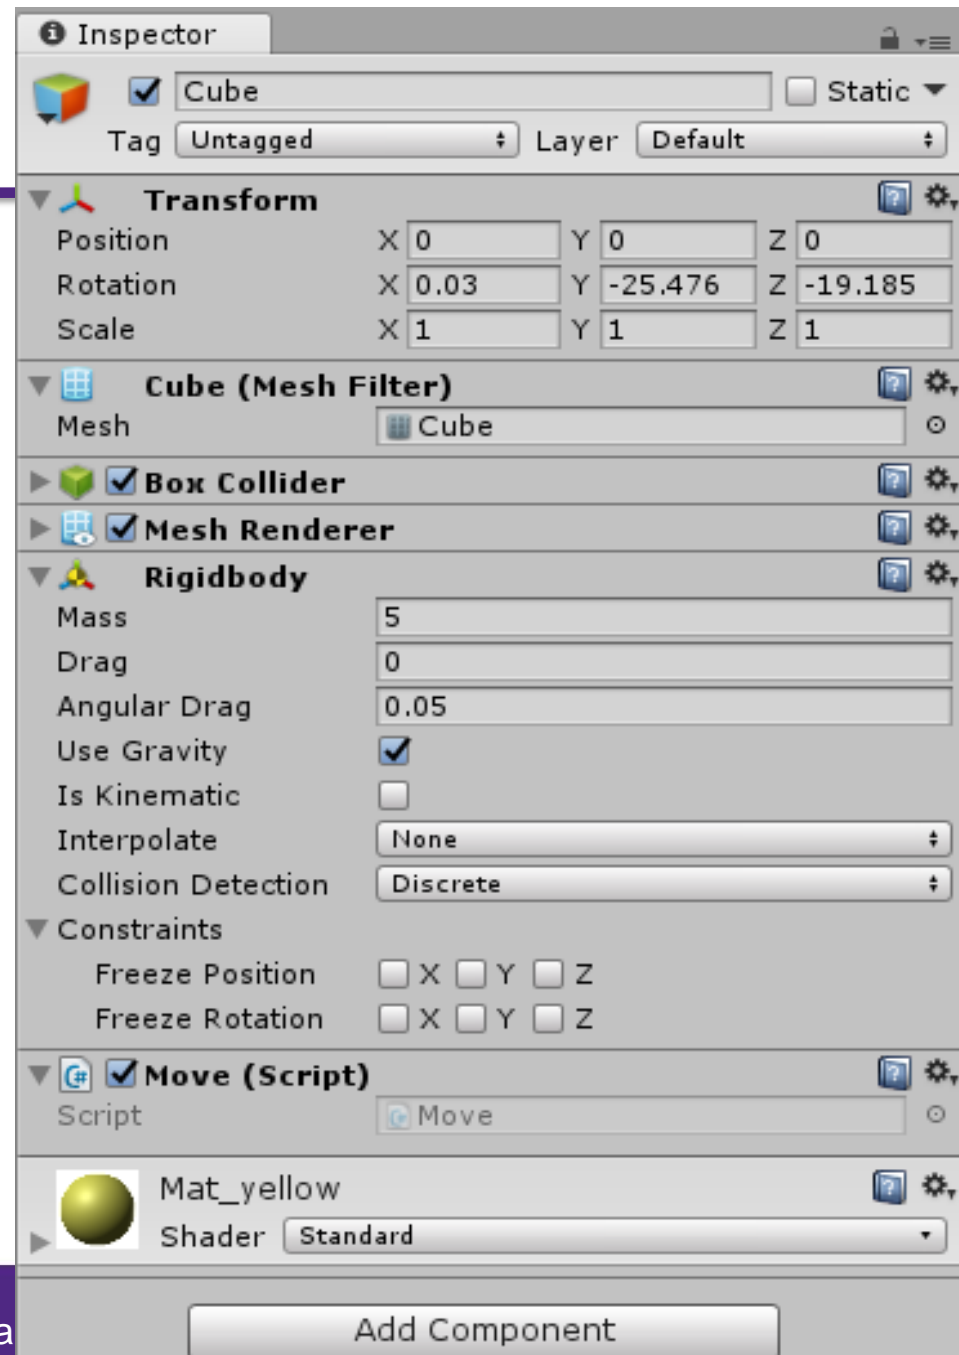 Inspector
Cube Static
Tag Untagged Layer Default
Transform
Position X 0 Y 0 Z 0
Rotation X 0.03 Y -25.476 Z -19.185
Scale X 1 Y 1 Z 1
Cube (Mesh Filter)
Mesh Cube
Box Collider
Mesh Renderer
Rigidbody
Mass 5
Drag 0
Angular Drag 0.05
Use Gravity
Is Kinematic
Interpolate None
Collision Detection Discrete
Constraints
Freeze Position X Y Z
Freeze Rotation X Y Z
Move (Script)
Script Move
Mat_yellow
Shader Standard
a
Add Component